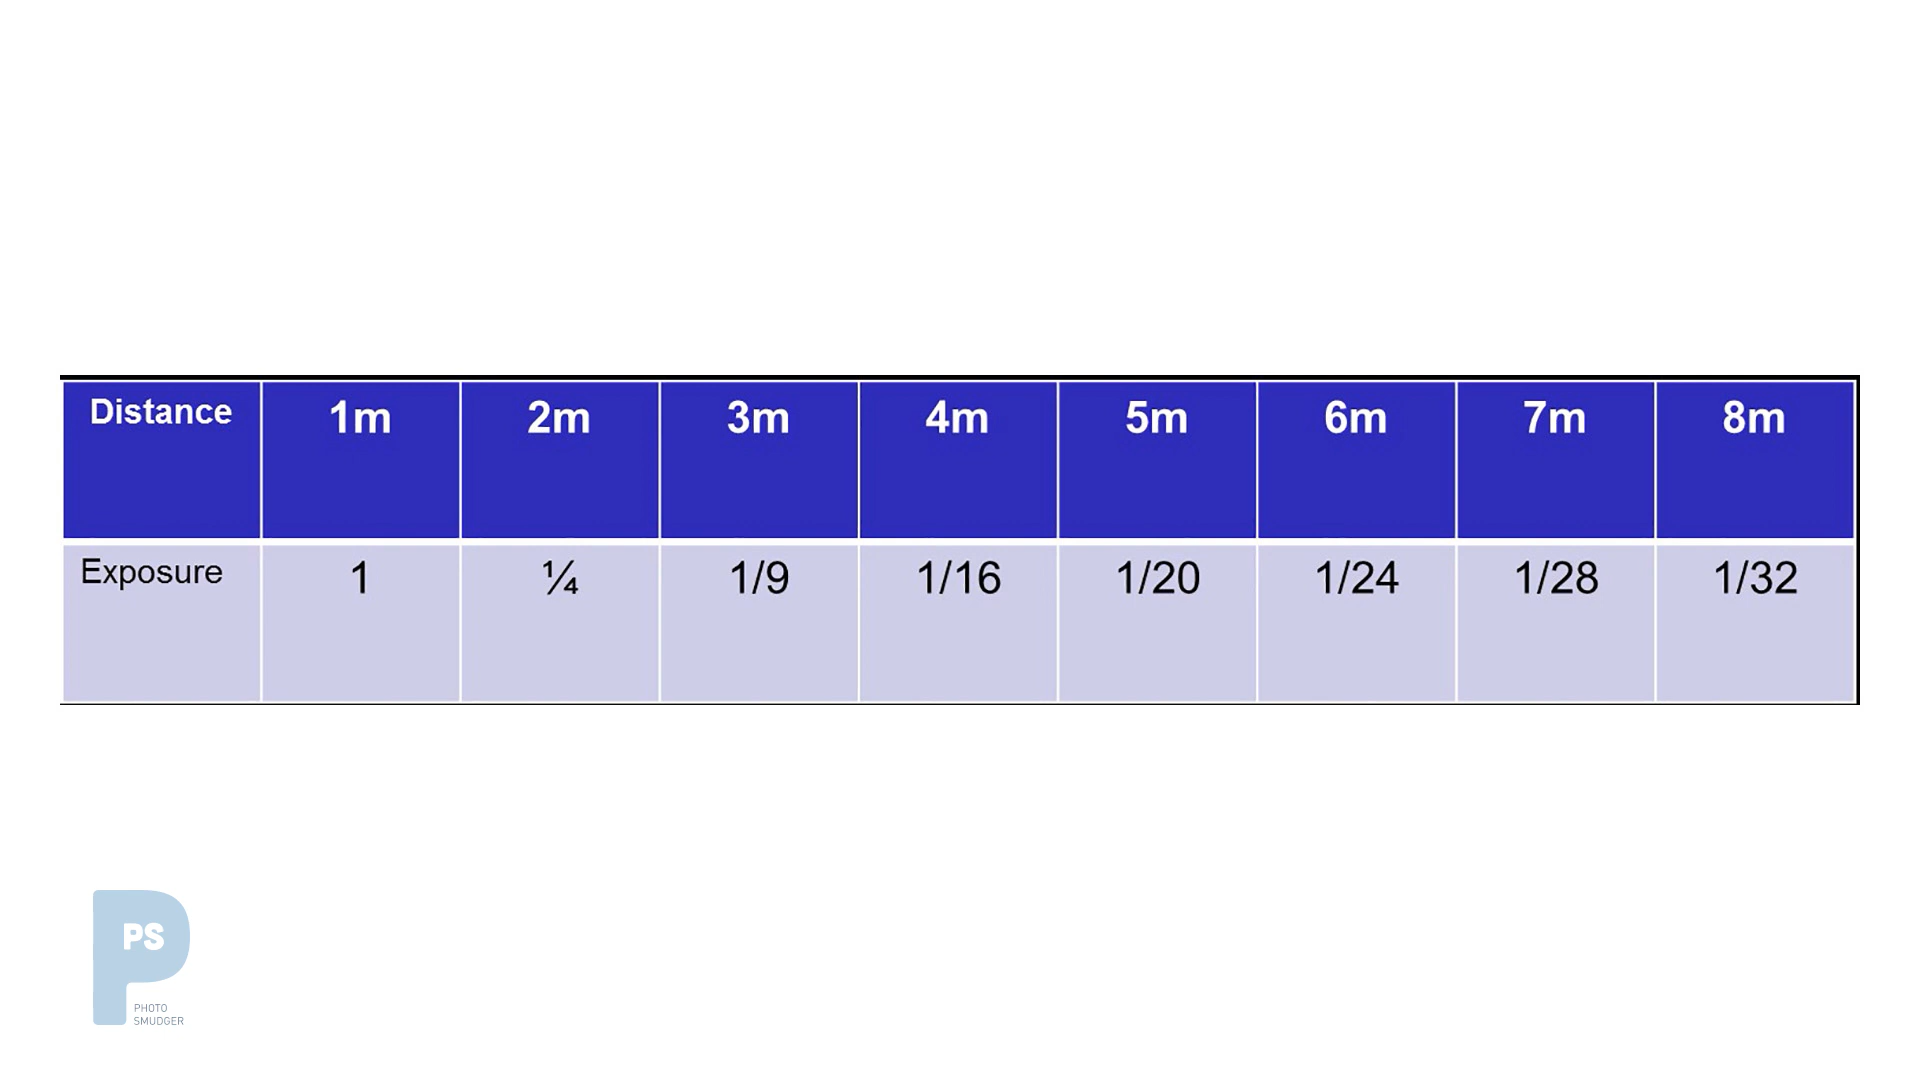 Distance 1m 2m 3m 4m 5m 6m 7m 8m
Exposure 1 ¼ 1/9 1/16 1/20 1/24 1/28 1/32
PS
PHOTO
SMUDGER